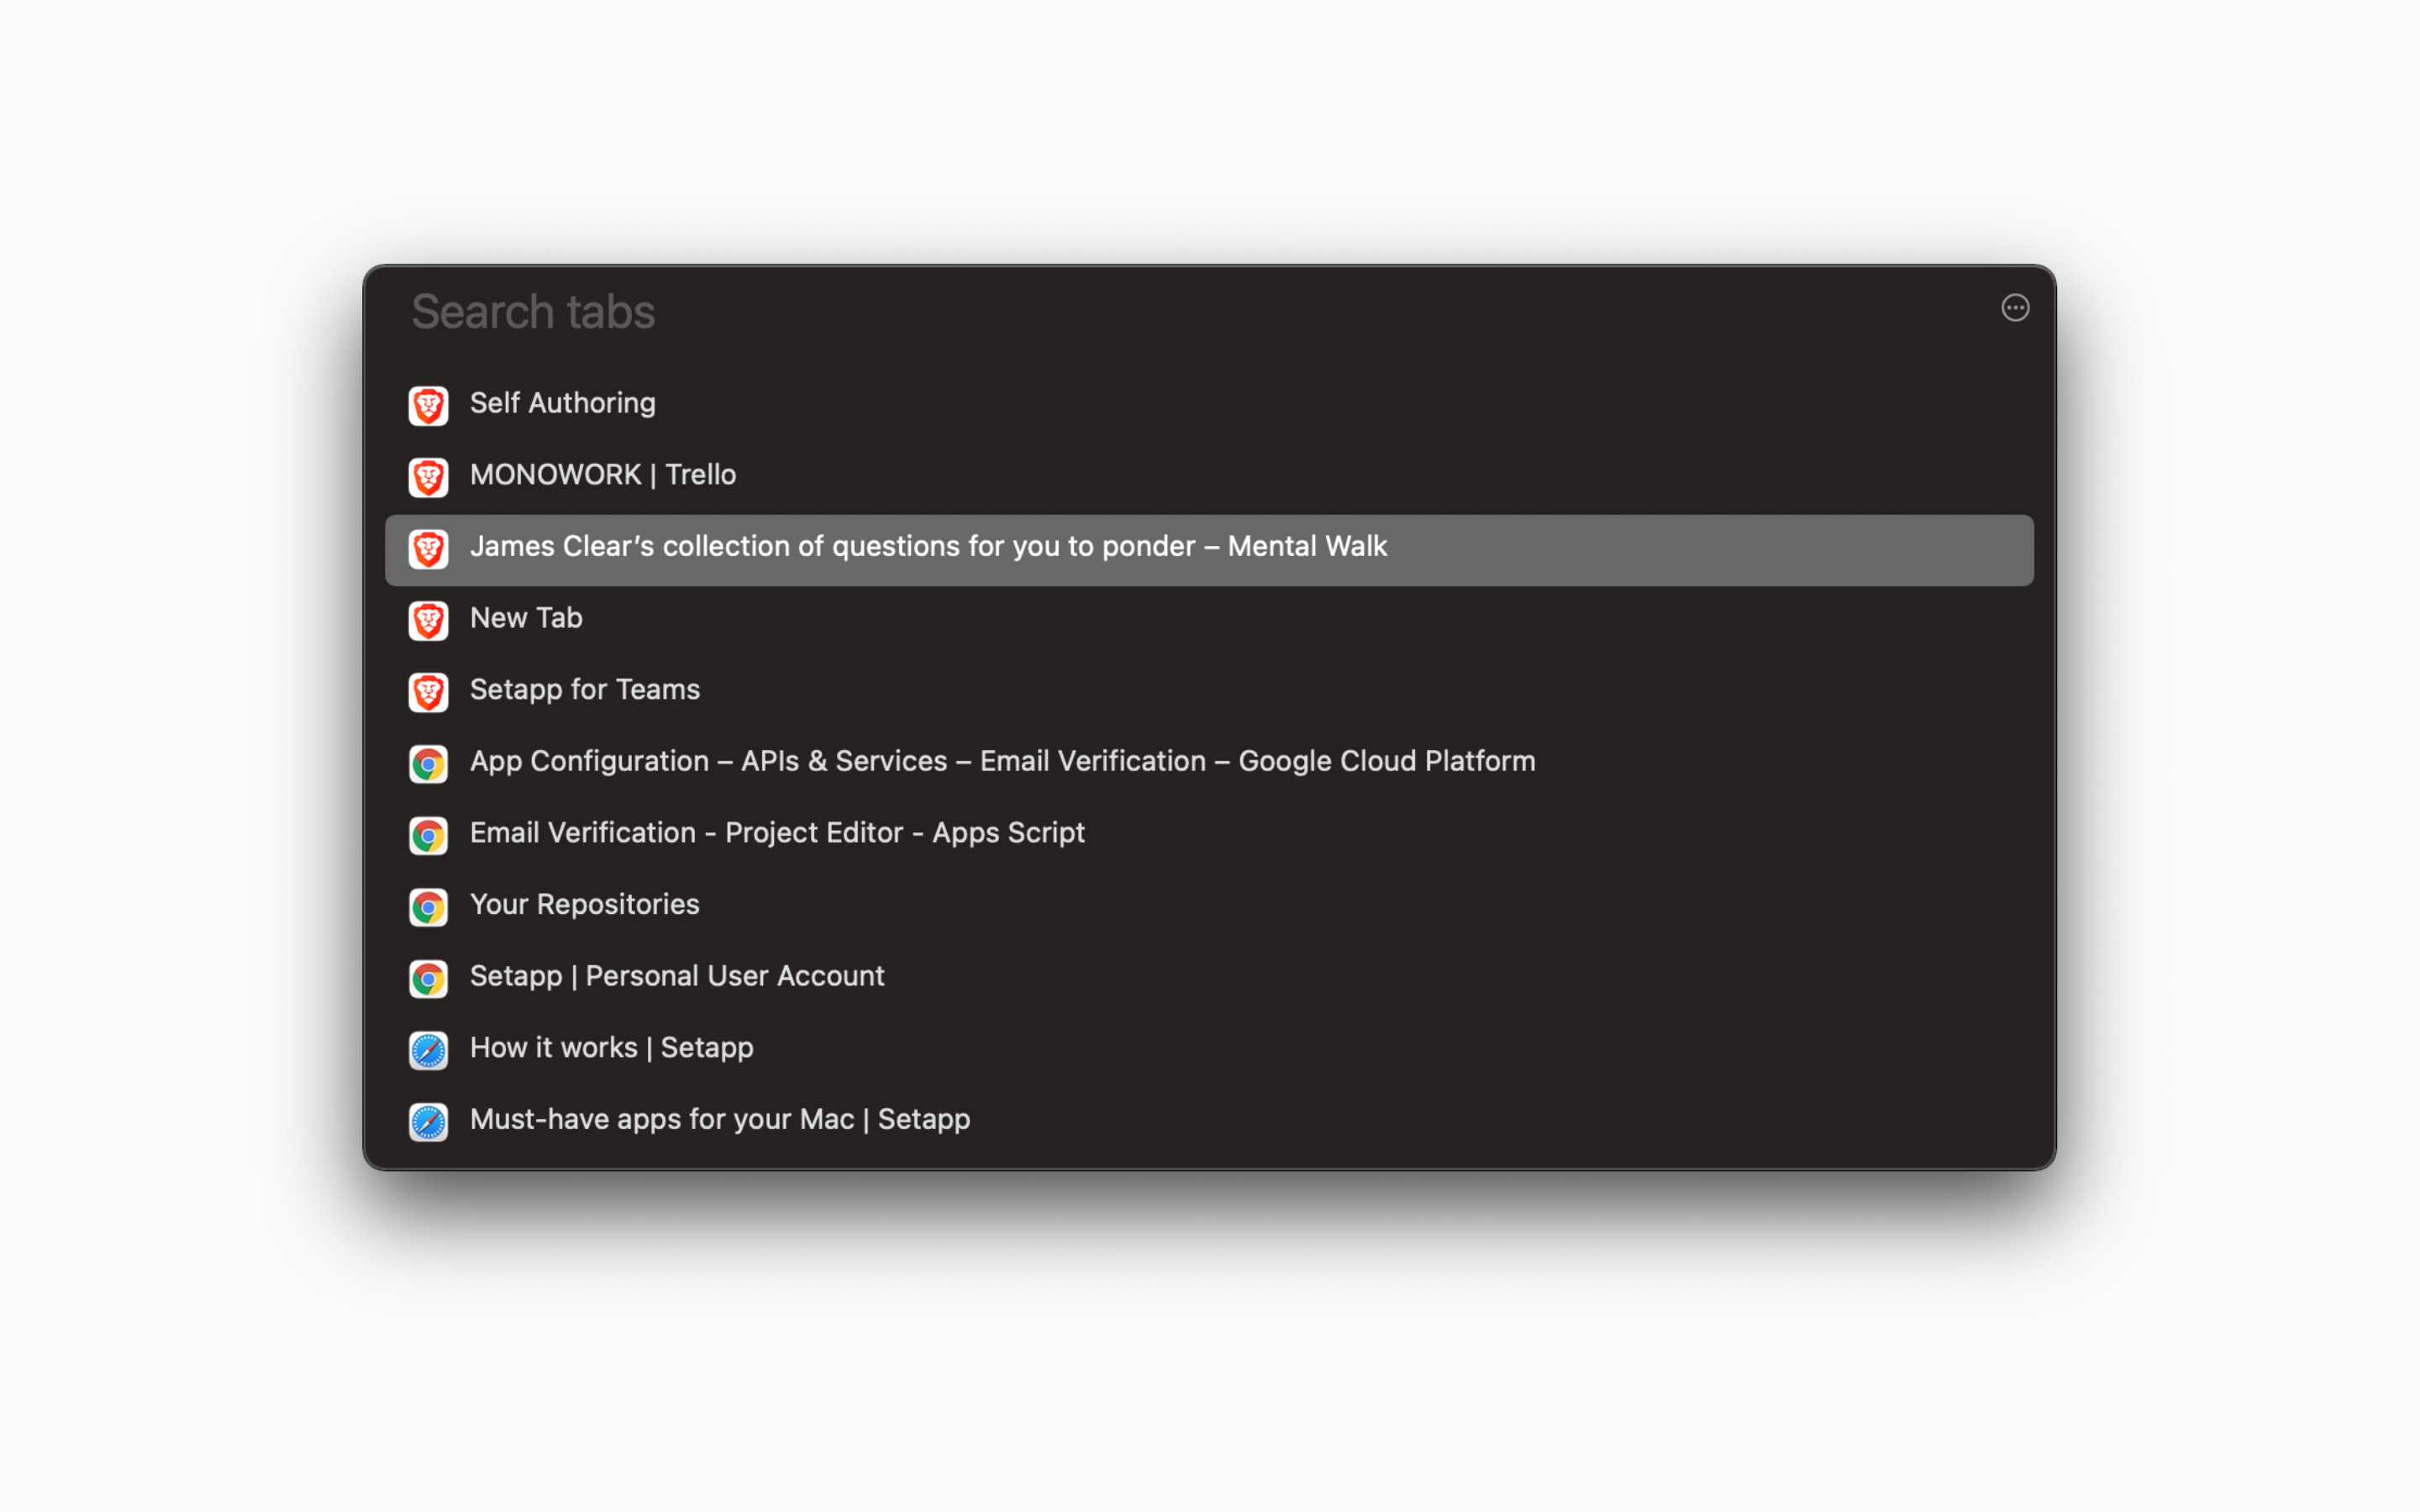 Search tabs
Self Authoring
MONOWORK | Trello
James Clear’s collection of questions for you to ponder – Mental Walk
New Tab
Setapp for Teams
App Configuration – APIs & Services – Email Verification – Google Cloud Platform
Email Verification - Project Editor - Apps Script
Your Repositories
Setapp | Personal User Account
How it works | Setapp
Must-have apps for your Mac | Setapp